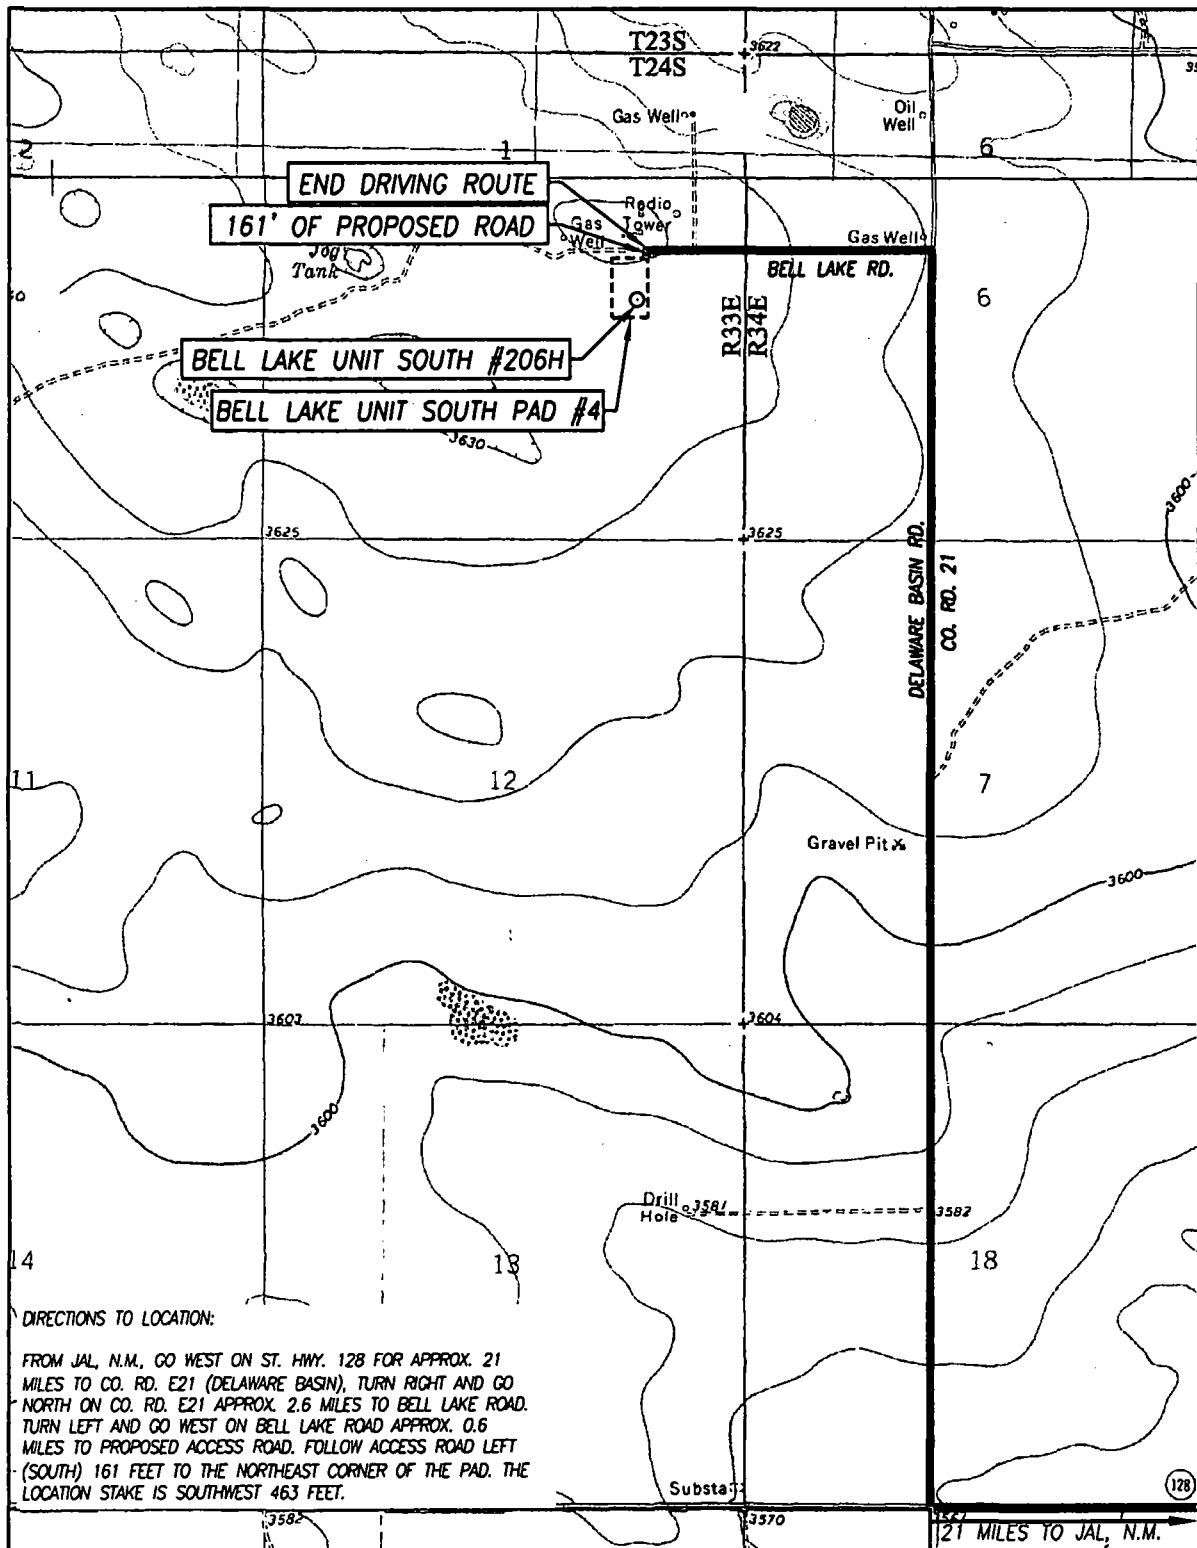 T23S
3622
T24S
35
Gas Well
Oil
Well
2
1
6
END DRIVING ROUTE
161' OF PROPOSED ROAD
Radio
Tower
Gas
Well
Gas Well
Tank
BELL LAKE RD.
R33E
R34E
6
BELL LAKE UNIT SOUTH #206H
BELL LAKE UNIT SOUTH PAD #4
3630
3600
3625
3625
DELAWARE BASIN RD.
CO. RD. 21
11
12
7
Gravel Pit
3600
3603
3604
3600
Drill
Hole
3581
3582
14
13
18
DIRECTIONS TO LOCATION:
FROM JAL, N.M., GO WEST ON ST. HWY. 128 FOR APPROX. 21
MILES TO CO. RD. E21 (DELAWARE BASIN), TURN RIGHT AND GO
NORTH ON CO. RD. E21 APPROX. 2.6 MILES TO BELL LAKE ROAD.
TURN LEFT AND GO WEST ON BELL LAKE ROAD APPROX. 0.6
MILES TO PROPOSED ACCESS ROAD. FOLLOW ACCESS ROAD LEFT
(SOUTH) 161 FEET TO THE NORTHEAST CORNER OF THE PAD. THE
LOCATION STAKE IS SOUTHWEST 463 FEET.
Substa
128
3582
3570
21 MILES TO JAL, N.M.